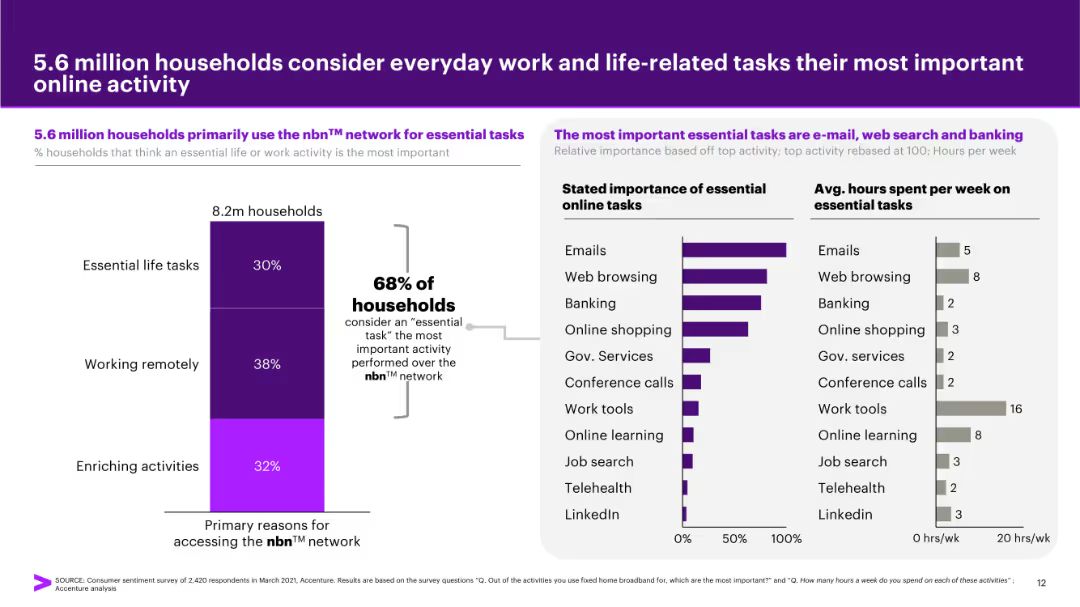 5.6 million households consider everyday work and life-related tasks their most important
online activity
5.6 million households primarily use the nbn™ network for essential tasks
% households that think an essential life or work activity is the most important
8.2m households
Essential life tasks
30%
Working remotely
38%
Enriching activities
32%
Primary reasons for
accessing the nbn™ network
68% of
households
consider an “essential
task” the most
important activity
performed over the
nbn™ network
The most important essential tasks are e-mail, web search and banking
Relative importance based off top activity; top activity rebased at 100; Hours per week
Stated importance of essential
online tasks
Emails
Web browsing
Banking
Online shopping
Gov. Services
Conference calls
Work tools
Online learning
Job search
Telehealth
LinkedIn
0% 50% 100%
Avg. hours spent per week on
essential tasks
Emails 5
Web browsing 8
Banking 2
Online shopping 3
Gov. services 2
Conference calls 2
Work tools 16
Online learning 8
Job search 3
Telehealth 2
Linkedin 3
0 hrs/wk 20 hrs/wk
SOURCE: Consumer sentiment survey of 2,420 respondents in March 2021, Accenture. Results are based on the survey questions “Q. Out of the activities you use fixed home broadband for, which are the most important?” and “Q. How many hours a week do you spend on each of these activities” ;
Accenture analysis
12